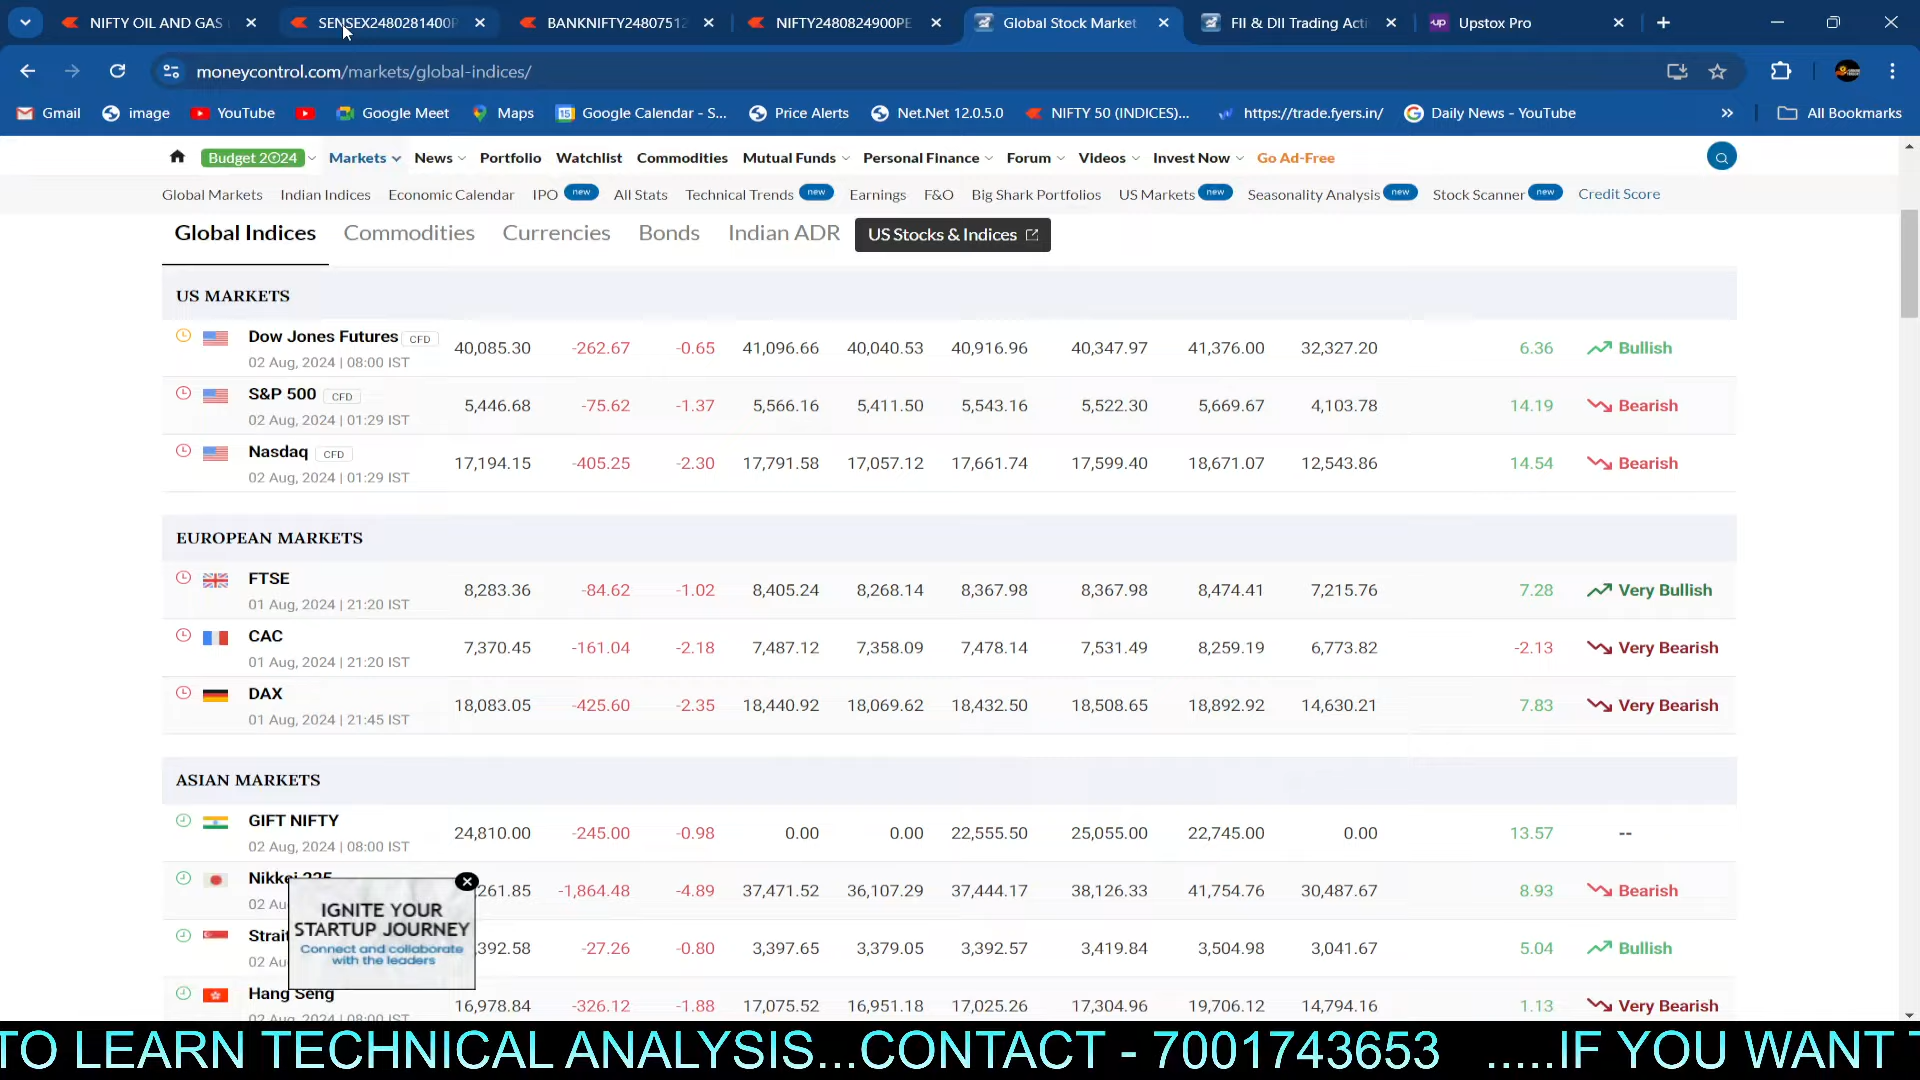 NIFTY OIL AND GAS SENSEX2480281400P BANKNIFTY24807512 NIFTY2480824900PE Global Stock Market FII & DII Trading Acti Upstox Pro
moneycontrol.com/markets/global-indices/
Gmail image YouTube Google Meet Maps Google Calendar - S... Price Alerts Net.Net 12.0.5.0 NIFTY 50 (INDICES)... https://trade.fyers.in/ Daily News - YouTube » All Bookmarks
Budget 2024 Markets News Portfolio Watchlist Commodities Mutual Funds Personal Finance Forum Videos Invest Now Go Ad-Free
Global Markets Indian Indices Economic Calendar IPO new All Stats Technical Trends new Earnings F&O Big Shark Portfolios US Markets new Seasonality Analysis new Stock Scanner new Credit Score
Global Indices Commodities Currencies Bonds Indian ADR US Stocks & Indices
US MARKETS
Dow Jones Futures CFD 40,085.30 -262.67 -0.65 41,096.66 40,040.53 40,916.96 40,347.97 41,376.00 32,327.20 6.36 Bullish
02 Aug, 2024 | 08:00 IST
S&P 500 CFD 5,446.68 -75.62 -1.37 5,566.16 5,411.50 5,543.16 5,522.30 5,669.67 4,103.78 14.19 Bearish
02 Aug, 2024 | 01:29 IST
Nasdaq CFD 17,194.15 -405.25 -2.30 17,791.58 17,057.12 17,661.74 17,599.40 18,671.07 12,543.86 14.54 Bearish
02 Aug, 2024 | 01:29 IST
EUROPEAN MARKETS
FTSE 8,283.36 -84.62 -1.02 8,405.24 8,268.14 8,367.98 8,367.98 8,474.41 7,215.76 7.28 Very Bullish
01 Aug, 2024 | 21:20 IST
CAC 7,370.45 -161.04 -2.18 7,487.12 7,358.09 7,478.14 7,531.49 8,259.19 6,773.82 -2.13 Very Bearish
01 Aug, 2024 | 21:20 IST
DAX 18,083.05 -425.60 -2.35 18,440.92 18,069.62 18,432.50 18,508.65 18,892.92 14,630.21 7.83 Very Bearish
01 Aug, 2024 | 21:45 IST
ASIAN MARKETS
GIFT NIFTY 24,810.00 -245.00 -0.98 0.00 0.00 22,555.50 25,055.00 22,745.00 0.00 13.57 --
02 Aug, 2024 | 08:00 IST
Nikkei 225 ,261.85 -1,864.48 -4.89 37,471.52 36,107.29 37,444.17 38,126.33 41,754.76 30,487.67 8.93 Bearish
02 Au
IGNITE YOUR
STARTUP JOURNEY
Connect and collaborate
with the leaders
Strait ,392.58 -27.26 -0.80 3,397.65 3,379.05 3,392.57 3,419.84 3,504.98 3,041.67 5.04 Bullish
02 Au
Hang Seng 16,978.84 -326.12 -1.88 17,075.52 16,951.18 17,025.26 17,304.96 19,706.12 14,794.16 1.13 Very Bearish
02 Aug, 2024 | 08:00 IST
TO LEARN TECHNICAL ANALYSIS...CONTACT - 7001743653 .....IF YOU WANT T